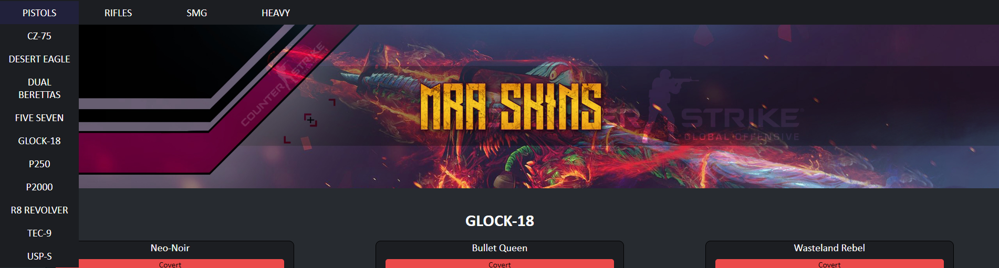 PISTOLS RIFLES SMG HEAVY
CZ-75
DESERT EAGLE
DUAL
BERETTAS
FIVE SEVEN
GLOCK-18
P250
P2000
R8 REVOLVER
TEC-9
USP-S
COUNTER STRIKE
MRA SKINS
STRIKE
GLOBAL OFFENSIVE
GLOCK-18
Neo-Noir Bullet Queen Wasteland Rebel
Covert Covert Covert